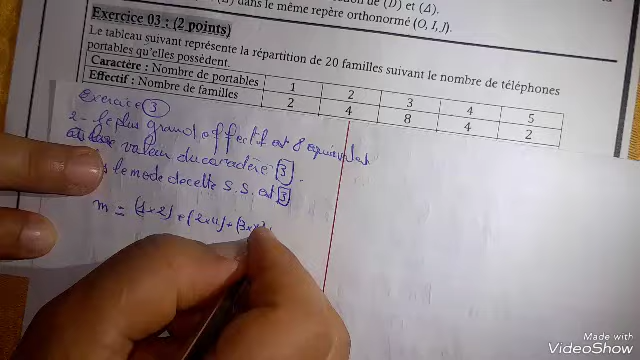 dans le même repère orthonormé (O, I, J).
Exercice 03 : (2 points)
Le tableau suivant représente la répartition de 20 familles suivant le nombre de téléphones
portables qu'elles possèdent.
Caractère : Nombre de portables 1 2 3 4 5
Effectif : Nombre de familles 2 4 8 4 2
Exercice 3
2- Le plus grand effectif est 8 equivalent
valeur du caractère 3.
le mode de cette S.S. est 3
m = (1×2) + (2×4) + (3×
Made with
VideoShow